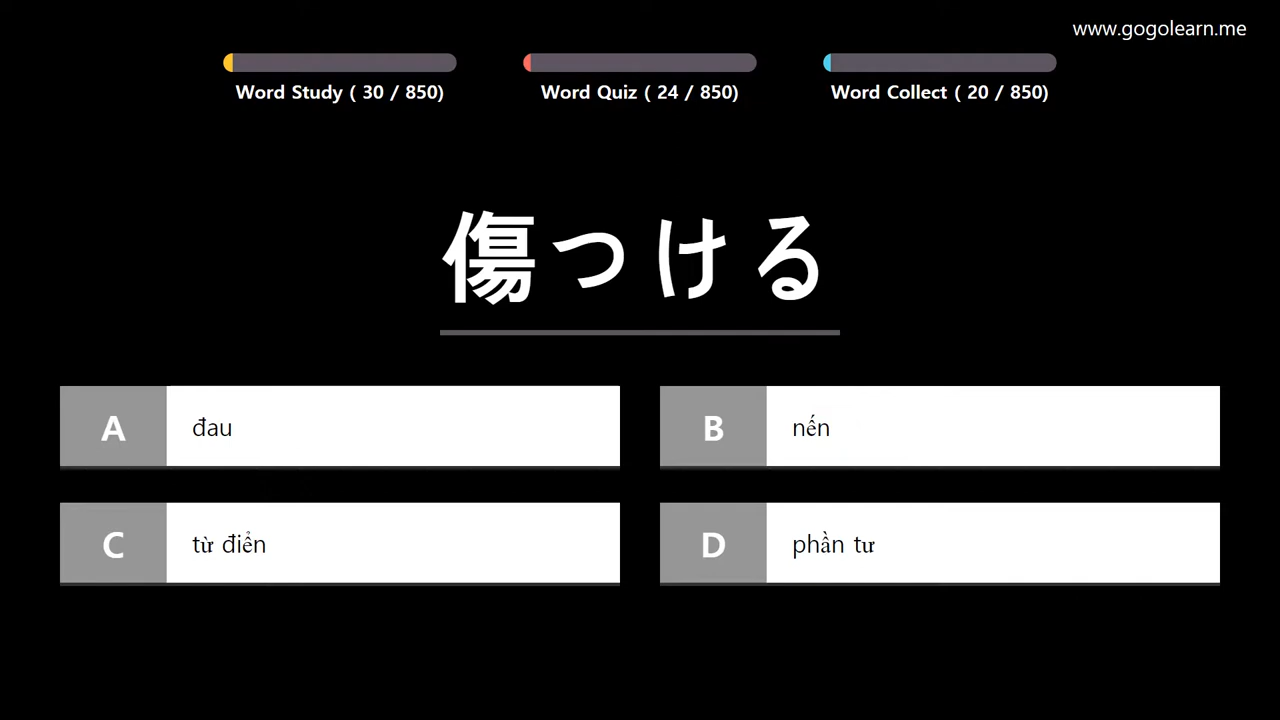 www.gogolearn.me
Word Study ( 30 / 850)
Word Quiz ( 24 / 850)
Word Collect ( 20 / 850)
傷つける
A đau
B nến
C từ điển
D phần tư